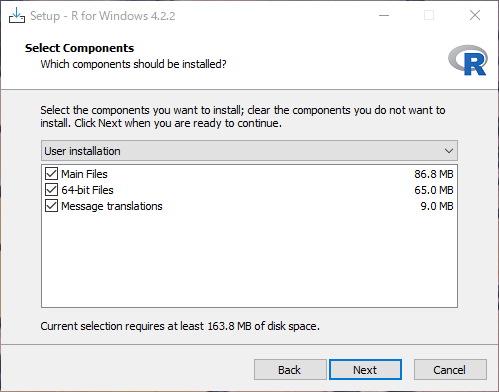 Setup - R for Windows 4.2.2
Select Components
Which components should be installed?
R
Select the components you want to install; clear the components you do not want to
install. Click Next when you are ready to continue.
User installation
Main Files 86.8 MB
64-bit Files 65.0 MB
Message translations 9.0 MB
Current selection requires at least 163.8 MB of disk space.
Back Next Cancel